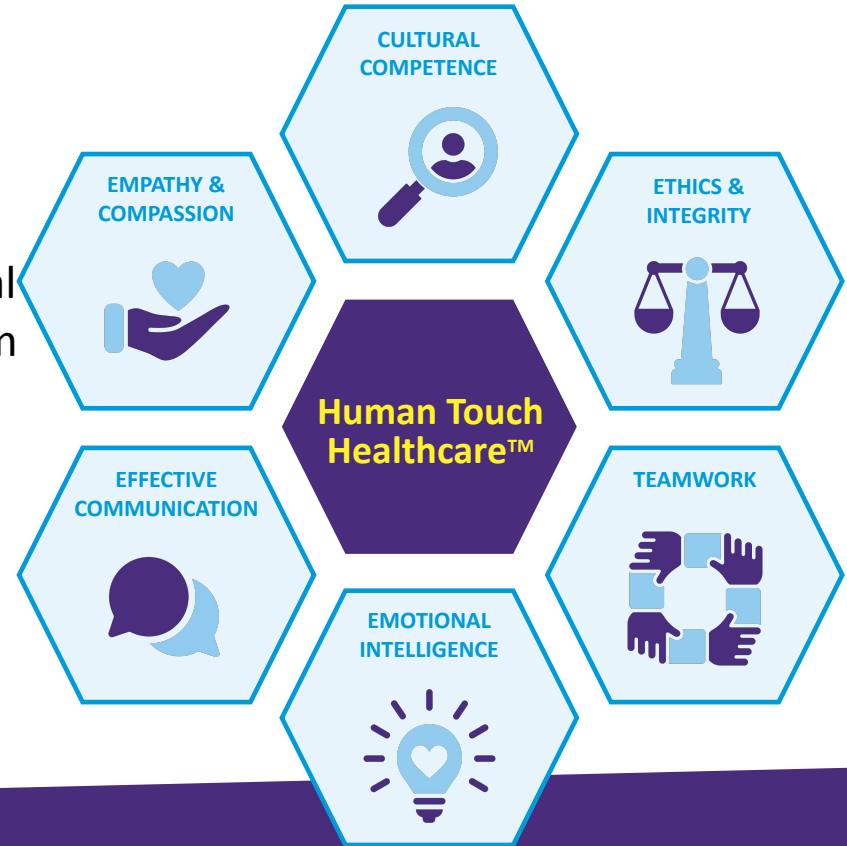 CULTURAL
COMPETENCE
EMPATHY &
COMPASSION
ETHICS &
INTEGRITY
Human Touch
Healthcare™
EFFECTIVE
COMMUNICATION
TEAMWORK
EMOTIONAL
INTELLIGENCE